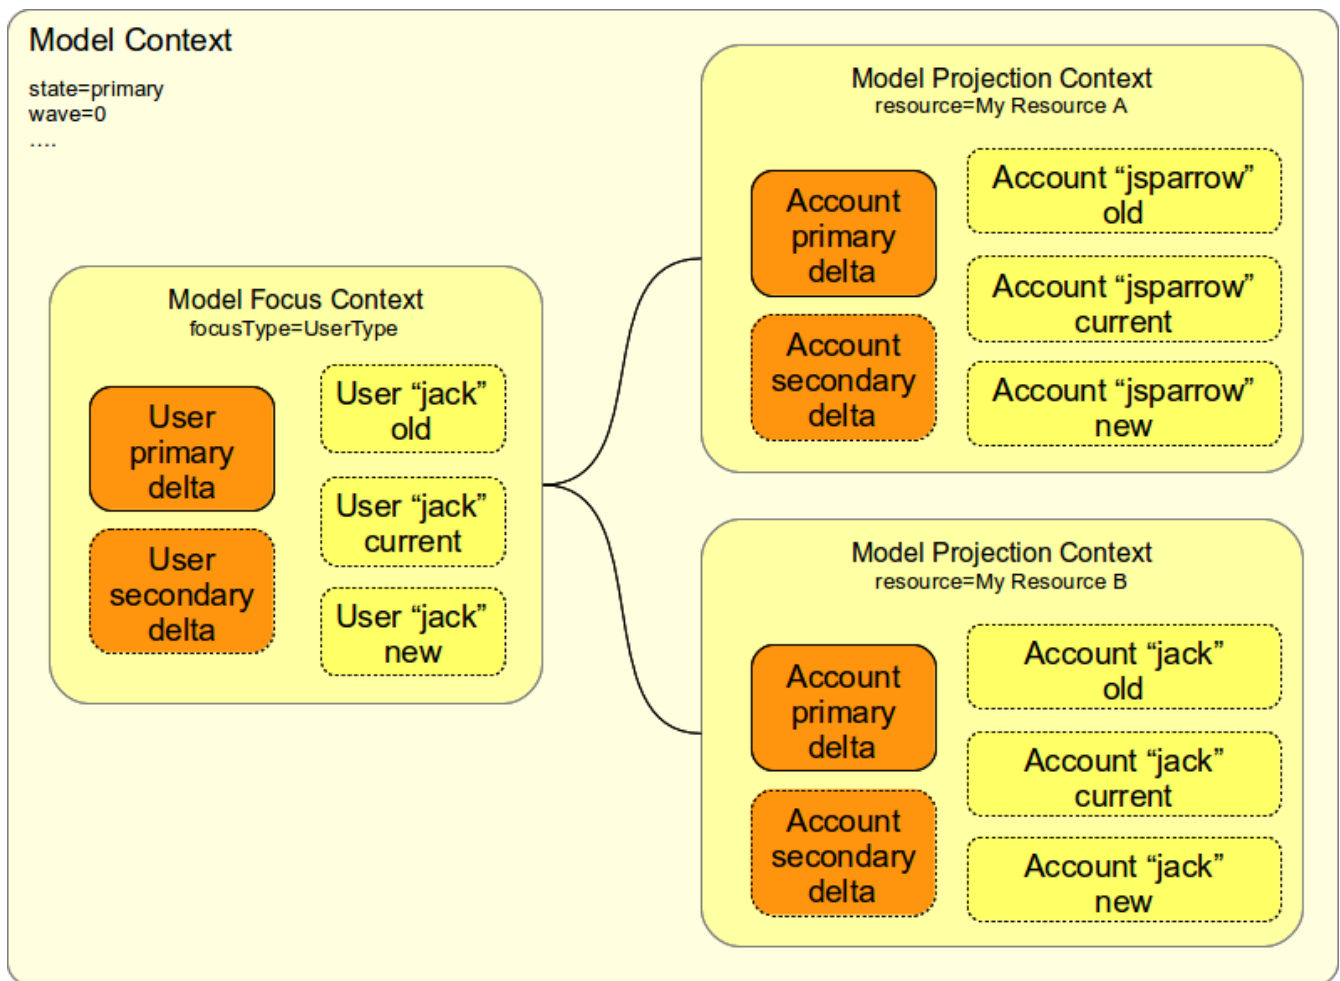 Model Context
state=primary
wave=0
....
Model Focus Context
focusType=UserType
User
primary
delta
User
secondary
delta
User “jack”
old
User “jack”
current
User “jack”
new
Model Projection Context
resource=My Resource A
Account
primary
delta
Account
secondary
delta
Account “jsparrow”
old
Account “jsparrow”
current
Account “jsparrow”
new
Model Projection Context
resource=My Resource B
Account
primary
delta
Account
secondary
delta
Account “jack”
old
Account “jack”
current
Account “jack”
new